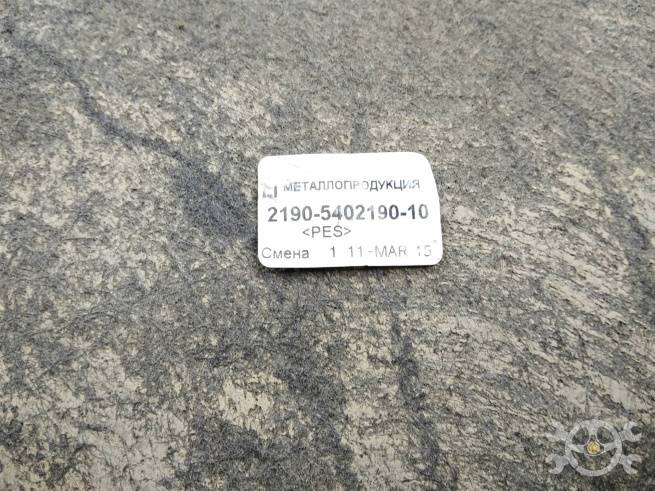 МЕТАЛЛОПРОДУКЦИЯ
2190-5402190-10
<PES>
Смена 1 11-MAR 15